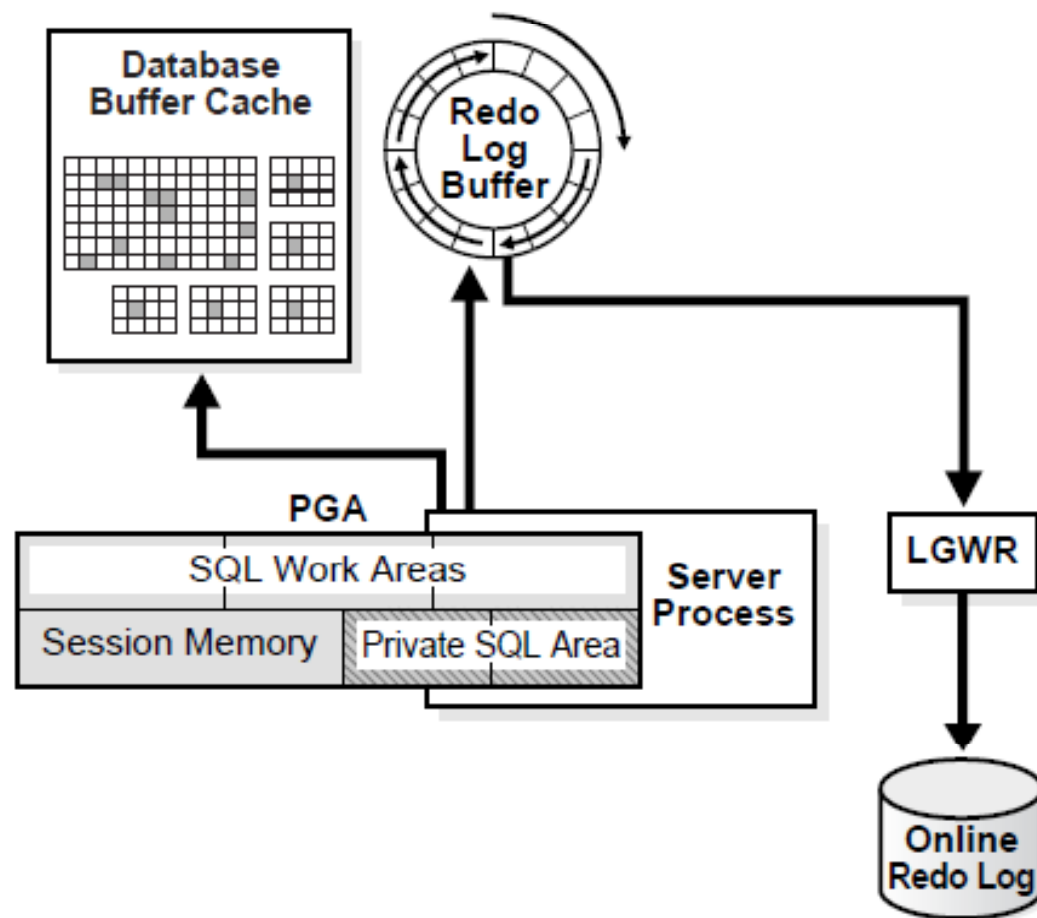 Database
Buffer Cache
Redo
Log
Buffer
PGA
SQL Work Areas
Session Memory
Private SQL Area
Server
Process
LGWR
Online
Redo Log